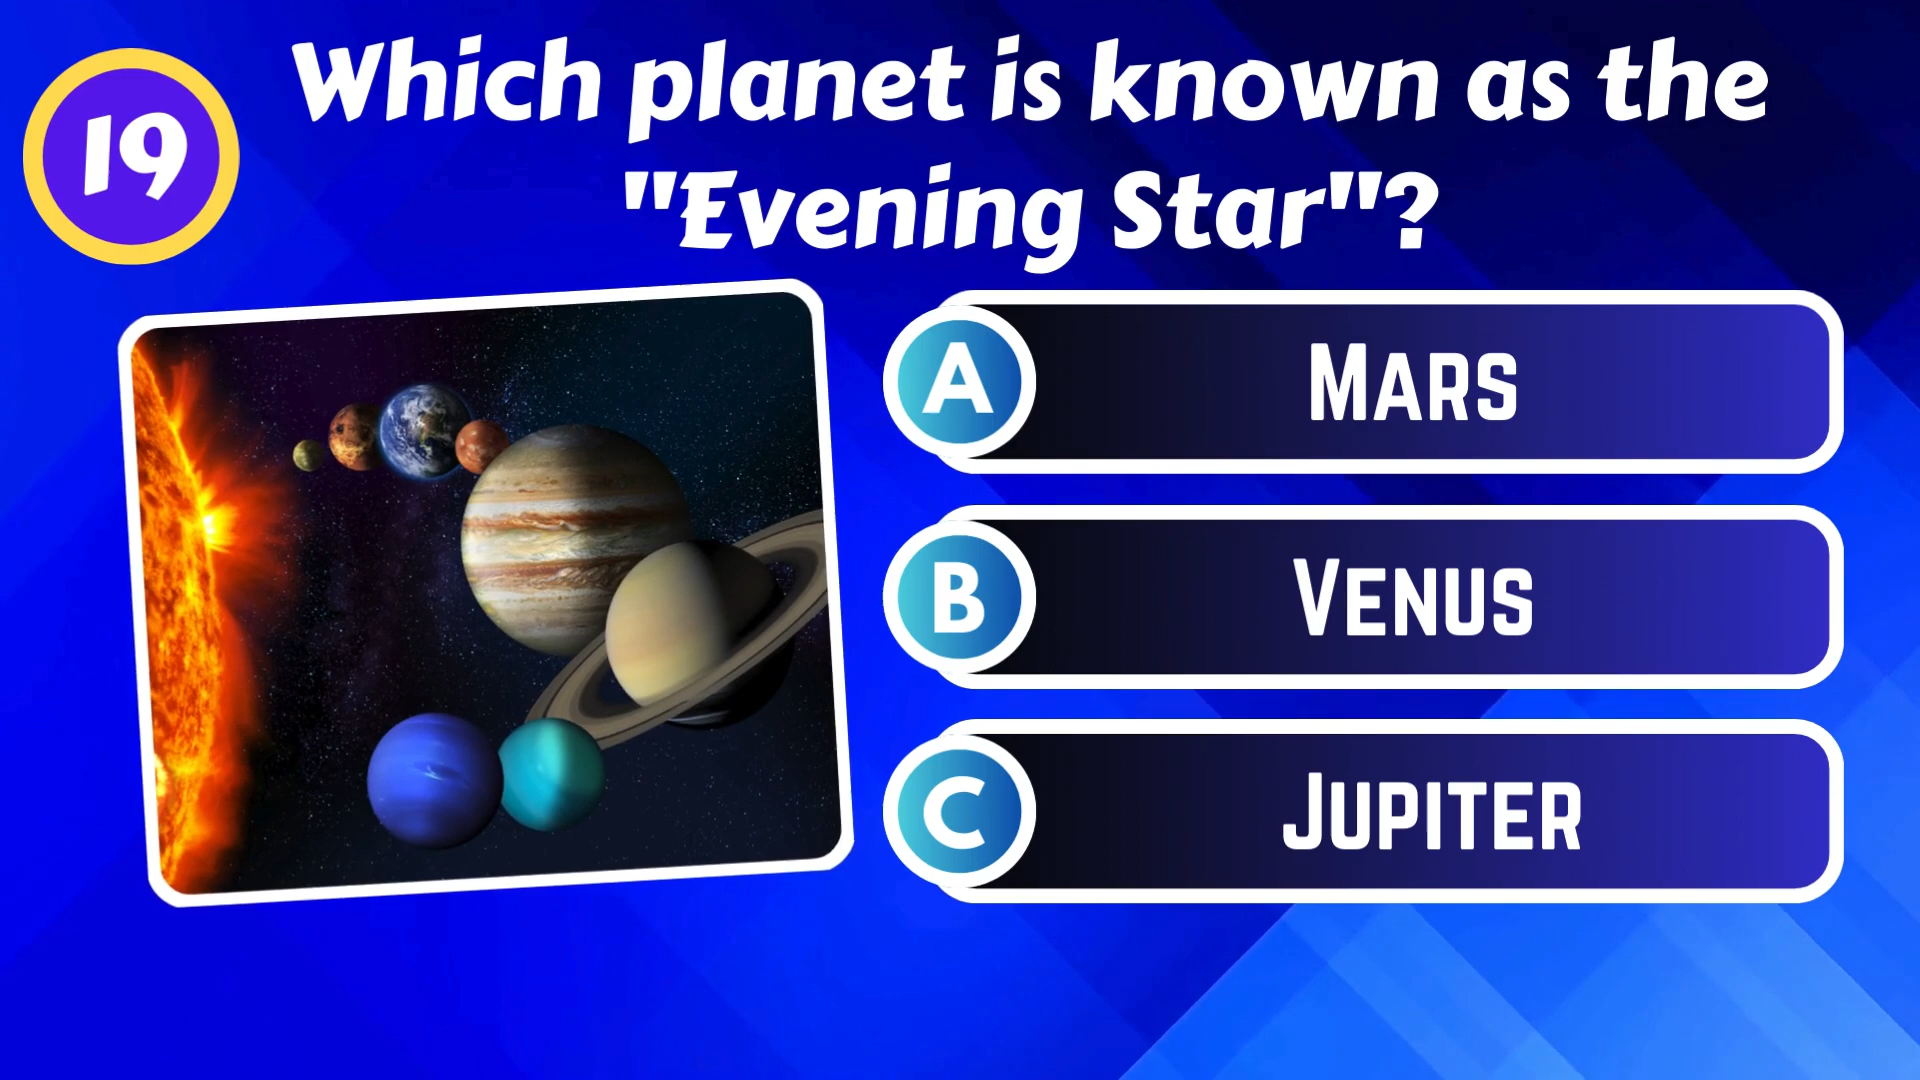 19
Which planet is known as the
"Evening Star"?
A Mars
B Venus
C Jupiter